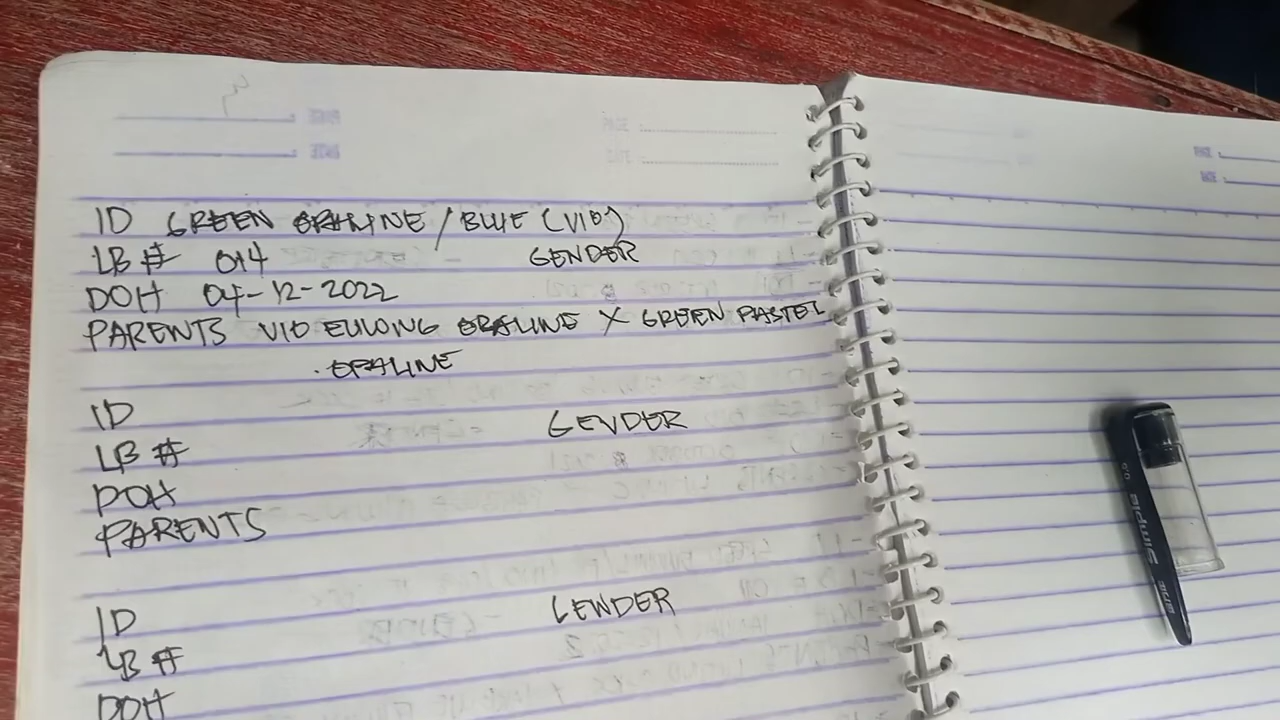 ID GREEN OPALINE / BLUE (VIO)
LB # 014 GENDER
DOH 04-12-2022
PARENTS VIO EUWING OPALINE X GREEN PASTEL
OPALINE
ID
GENDER
LB #
DOH
PARENTS
ID
GENDER
LB #
DOH